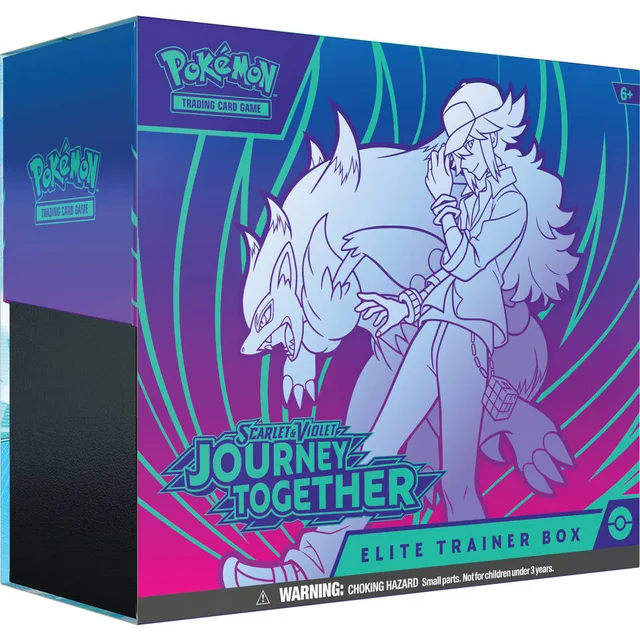 POKéMON
TRADING CARD GAME
6+
POKéMON
TRADING CARD GAME
SCARLET & VIOLET
JOURNEY
TOGETHER
ELITE TRAINER BOX
⚠ WARNING: CHOKING HAZARD Small parts. Not for children under 3 years.